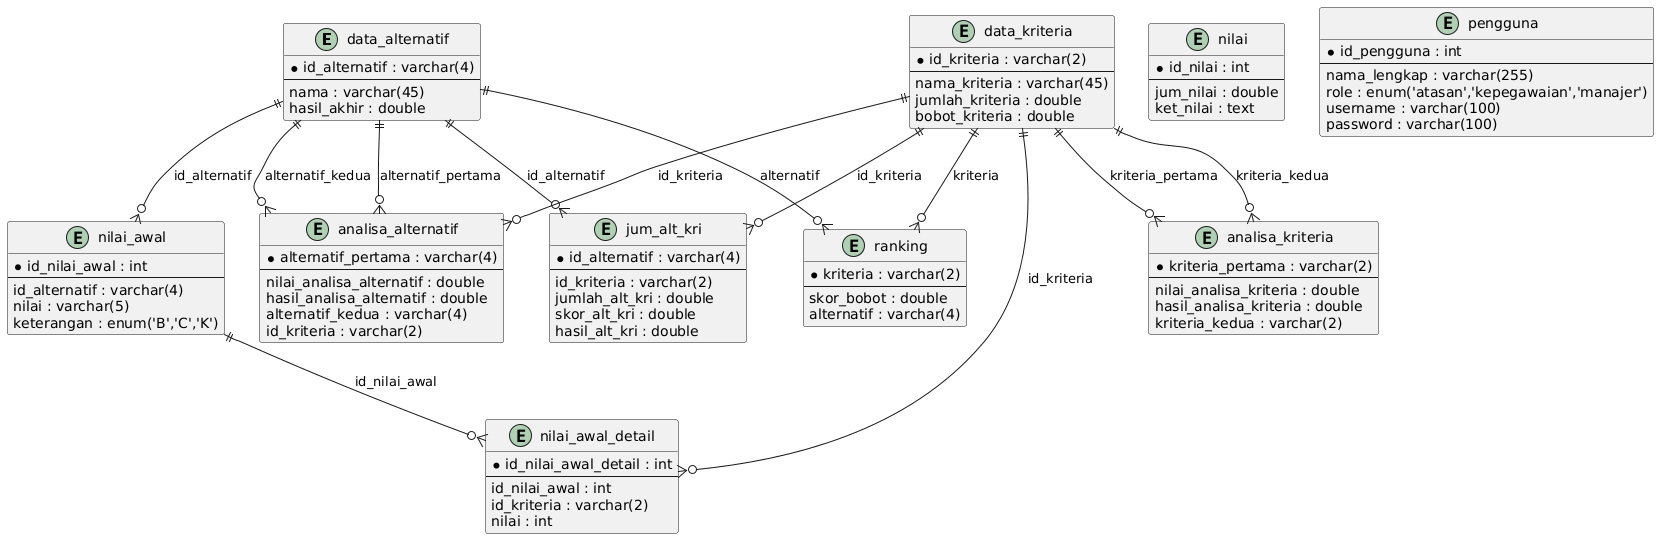 E data_alternatif
* id_alternatif : varchar(4)
nama : varchar(45)
hasil_akhir : double
E data_kriteria
* id_kriteria : varchar(2)
nama_kriteria : varchar(45)
jumlah_kriteria : double
bobot_kriteria : double
E nilai
* id_nilai : int
jum_nilai : double
ket_nilai : text
E pengguna
* id_pengguna : int
nama_lengkap : varchar(255)
role : enum('atasan','kepegawaian','manajer')
username : varchar(100)
password : varchar(100)
id_alternatif
alternatif_kedua
alternatif_pertama
id_alternatif
id_kriteria
alternatif
id_kriteria
kriteria
kriteria_pertama
kriteria_kedua
E nilai_awal
* id_nilai_awal : int
id_alternatif : varchar(4)
nilai : varchar(5)
keterangan : enum('B','C','K')
E analisa_alternatif
* alternatif_pertama : varchar(4)
nilai_analisa_alternatif : double
hasil_analisa_alternatif : double
alternatif_kedua : varchar(4)
id_kriteria : varchar(2)
E jum_alt_kri
* id_alternatif : varchar(4)
id_kriteria : varchar(2)
jumlah_alt_kri : double
skor_alt_kri : double
hasil_alt_kri : double
E ranking
* kriteria : varchar(2)
skor_bobot : double
alternatif : varchar(4)
id_kriteria
E analisa_kriteria
* kriteria_pertama : varchar(2)
nilai_analisa_kriteria : double
hasil_analisa_kriteria : double
kriteria_kedua : varchar(2)
id_nilai_awal
E nilai_awal_detail
* id_nilai_awal_detail : int
id_nilai_awal : int
id_kriteria : varchar(2)
nilai : int